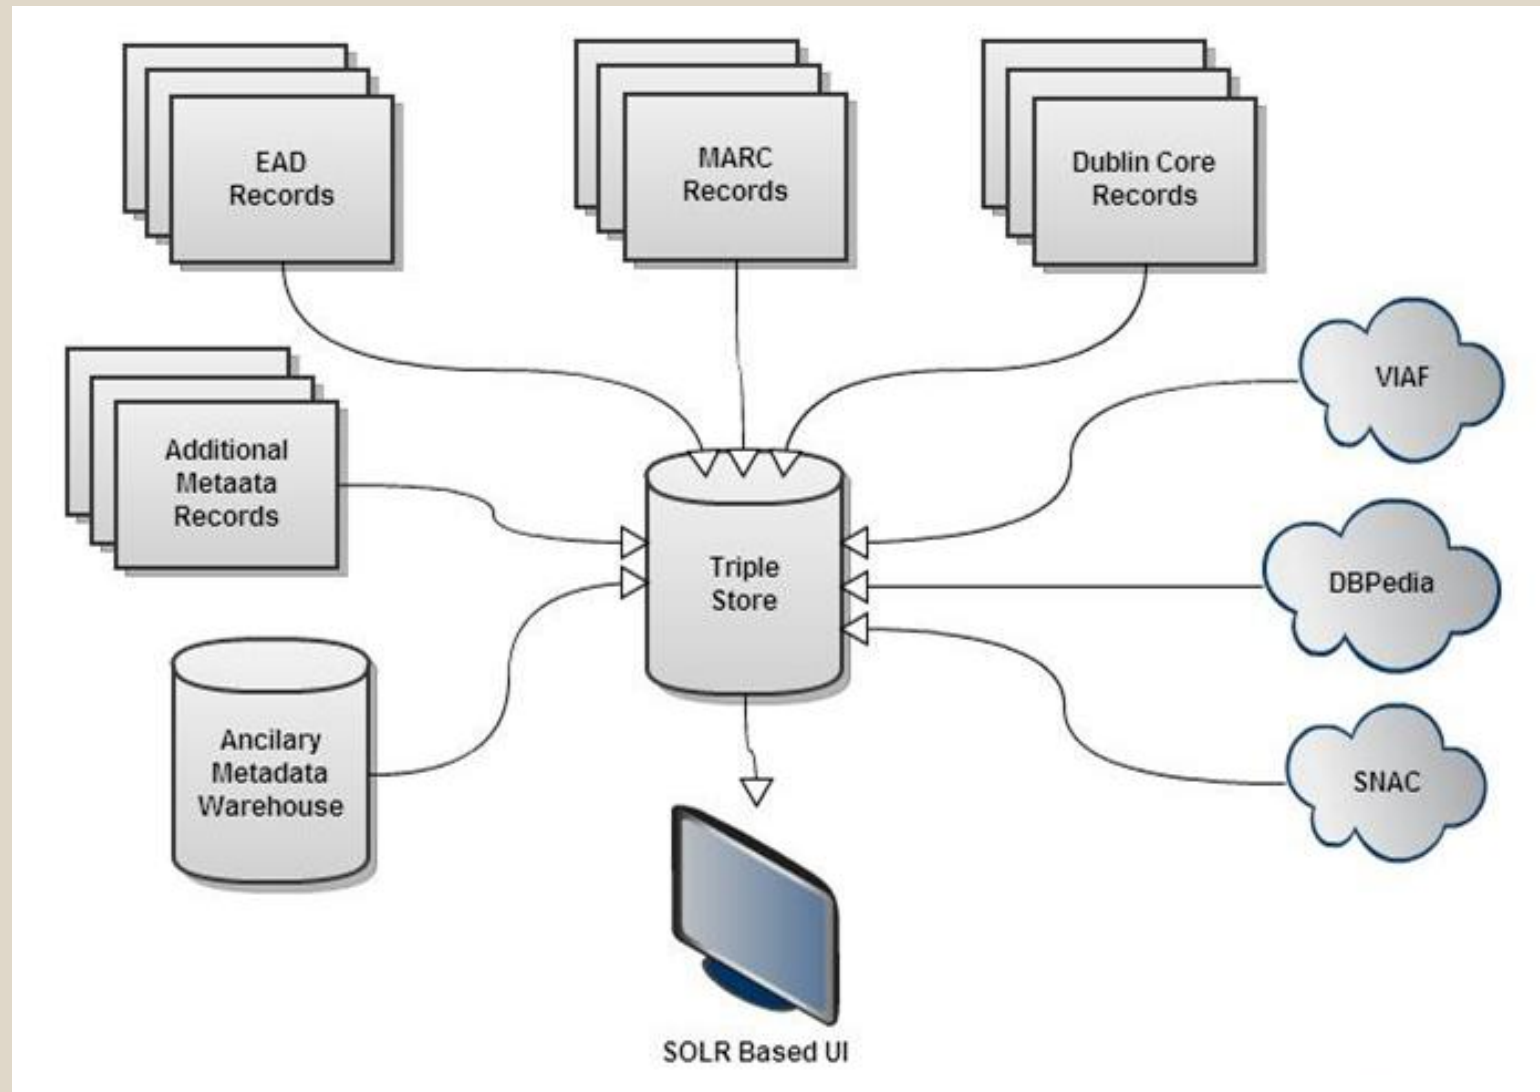 EAD
Records
MARC
Records
Dublin Core
Records
VIAF
Additional
Metaata
Records
Triple
Store
DBPedia
Ancilary
Metadata
Warehouse
SNAC
SOLR Based UI